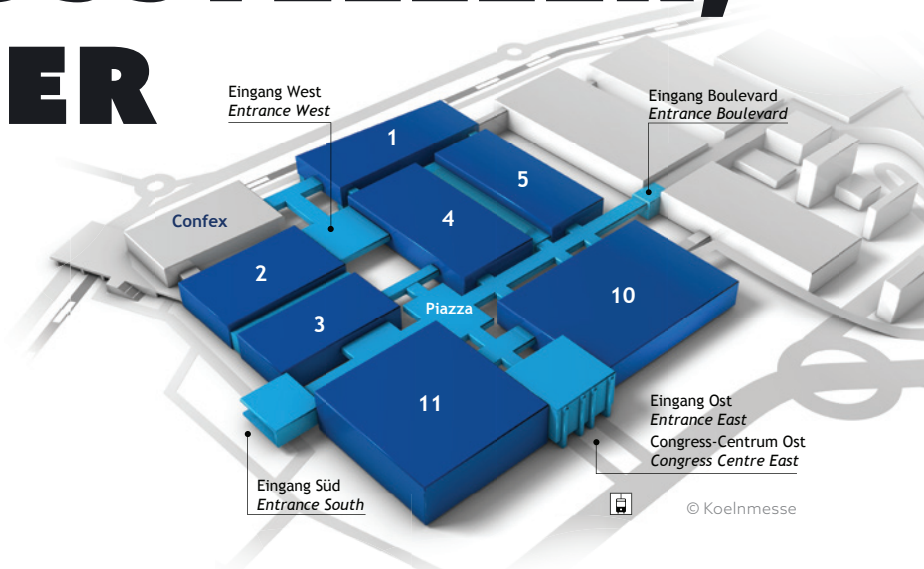 ER
Eingang West
Entrance West
Eingang Boulevard
Entrance Boulevard
1
5
4
Confex
2
10
Piazza
3
11
Eingang Ost
Entrance East
Congress-Centrum Ost
Congress Centre East
Eingang Süd
Entrance South
© Koelnmesse